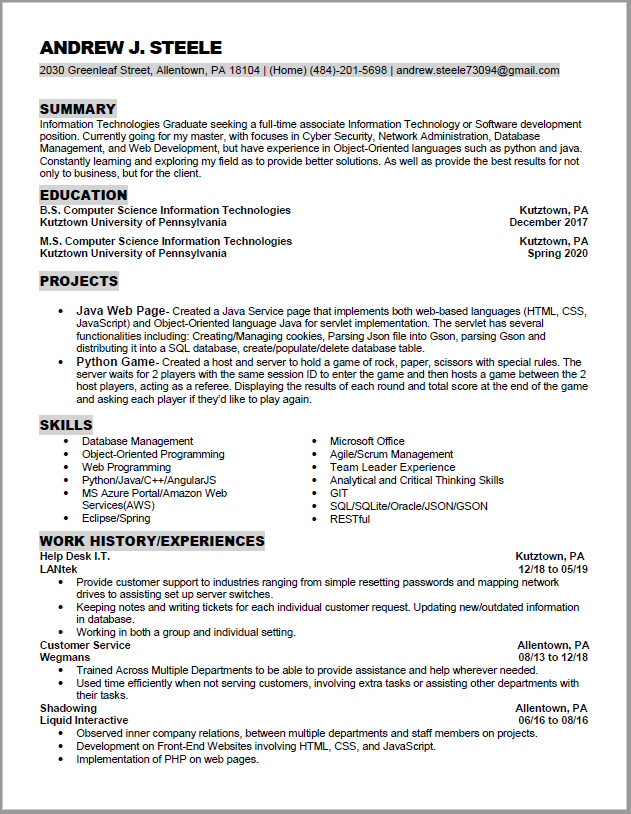 ANDREW J. STEELE
2030 Greenleaf Street, Allentown, PA 18104 | (Home) (484)-201-5698 | andrew.steele73094@gmail.com
SUMMARY
Information Technologies Graduate seeking a full-time associate Information Technology or Software development
position. Currently going for my master, with focuses in Cyber Security, Network Administration, Database
Management, and Web Development, but have experience in Object-Oriented languages such as python and java.
Constantly learning and exploring my field as to provide better solutions. As well as provide the best results for not
only to business, but for the client.
EDUCATION
B.S. Computer Science Information Technologies Kutztown, PA
Kutztown University of Pennsylvania December 2017
M.S. Computer Science Information Technologies Kutztown, PA
Kutztown University of Pennsylvania Spring 2020
PROJECTS
• Java Web Page- Created a Java Service page that implements both web-based languages (HTML, CSS,
JavaScript) and Object-Oriented language Java for servlet implementation. The servlet has several
functionalities including: Creating/Managing cookies, Parsing Json file into Gson, parsing Gson and
distributing it into a SQL database, create/populate/delete database table.
• Python Game- Created a host and server to hold a game of rock, paper, scissors with special rules. The
server waits for 2 players with the same session ID to enter the game and then hosts a game between the 2
host players, acting as a referee. Displaying the results of each round and total score at the end of the game
and asking each player if they'd like to play again.
SKILLS
• Database Management
• Object-Oriented Programming
• Web Programming
• Python/Java/C++/AngularJS
• MS Azure Portal/Amazon Web
Services(AWS)
• Eclipse/Spring
• Microsoft Office
• Agile/Scrum Management
• Team Leader Experience
• Analytical and Critical Thinking Skills
• GIT
• SQL/SQLite/Oracle/JSON/GSON
• RESTful
WORK HISTORY/EXPERIENCES
Help Desk I.T. Kutztown, PA
LANtek 12/18 to 05/19
• Provide customer support to industries ranging from simple resetting passwords and mapping network
drives to assisting set up server switches.
• Keeping notes and writing tickets for each individual customer request. Updating new/outdated information
in database.
• Working in both a group and individual setting.
Customer Service Allentown, PA
Wegmans 08/13 to 12/18
• Trained Across Multiple Departments to be able to provide assistance and help wherever needed.
• Used time efficiently when not serving customers, involving extra tasks or assisting other departments with
their tasks.
Shadowing Allentown, PA
Liquid Interactive 06/16 to 08/16
• Observed inner company relations, between multiple departments and staff members on projects.
• Development on Front-End Websites involving HTML, CSS, and JavaScript.
• Implementation of PHP on web pages.